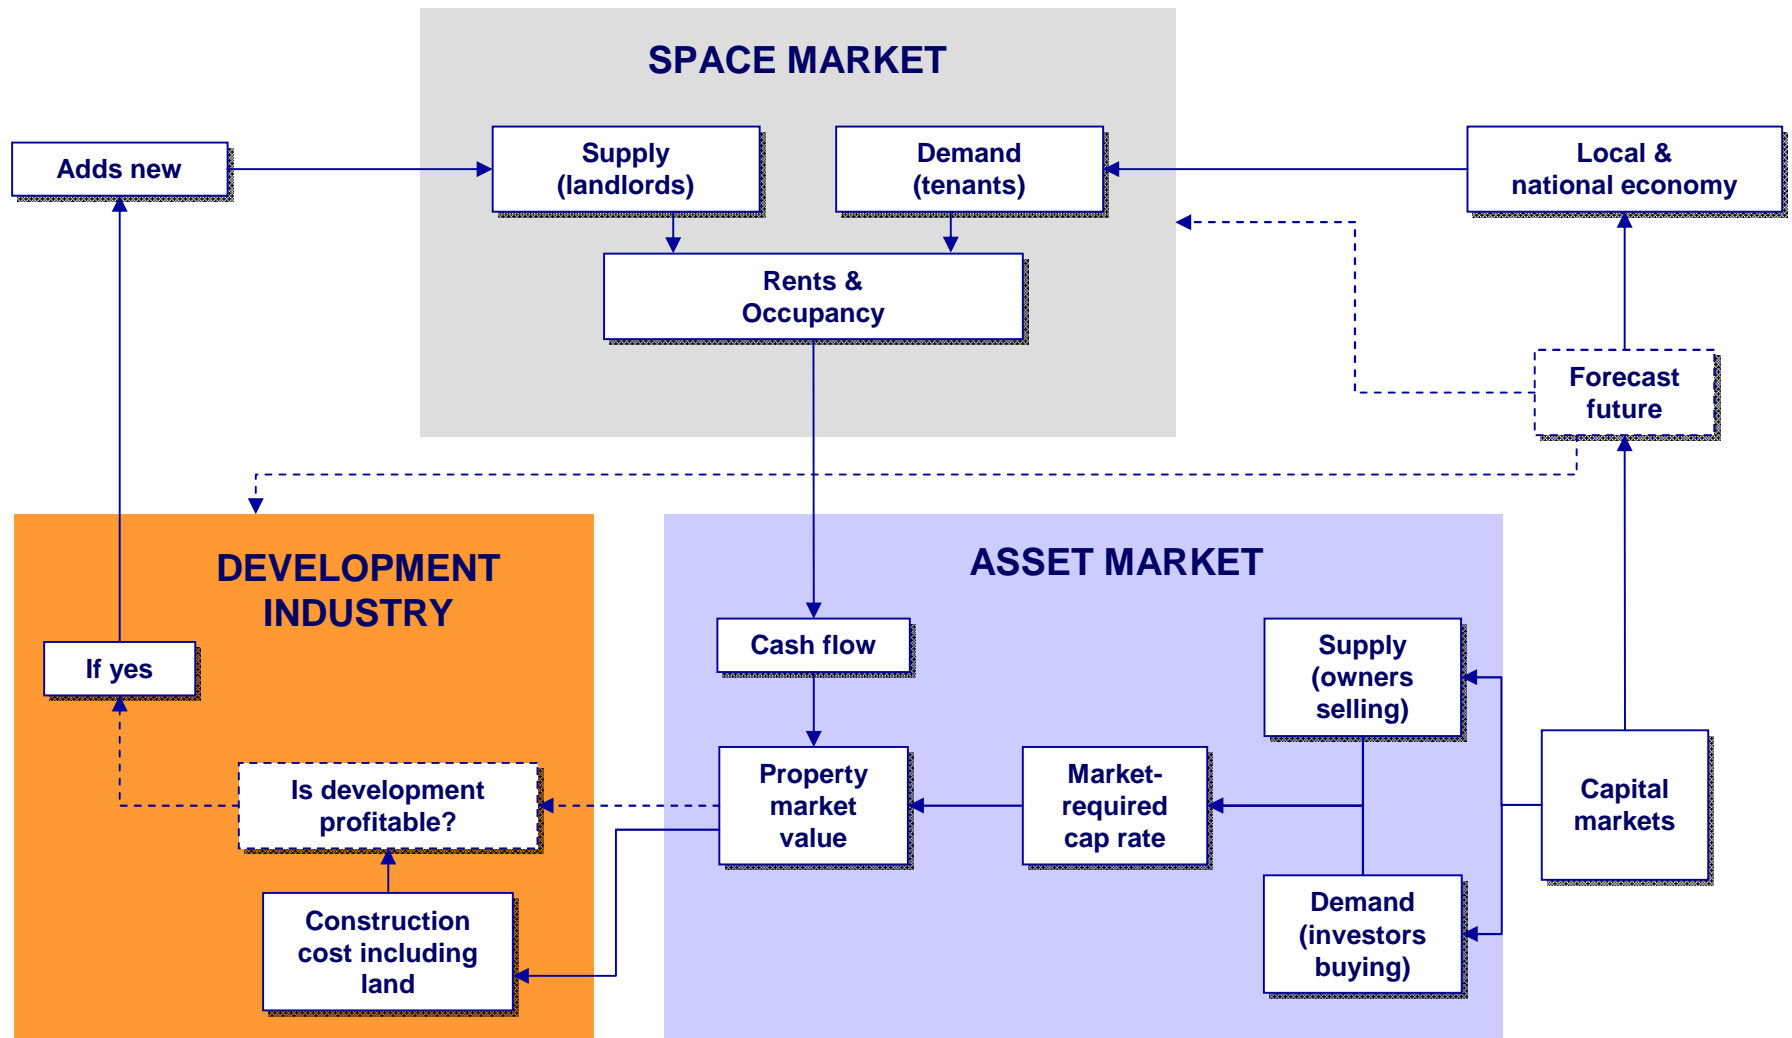 SPACE MARKET
Adds new
Supply
(landlords)
Demand
(tenants)
Local &
national economy
Rents &
Occupancy
Forecast
future
DEVELOPMENT
INDUSTRY
If yes
Is development
profitable?
Construction
cost including
land
ASSET MARKET
Cash flow
Property
market
value
Market-
required
cap rate
Supply
(owners
selling)
Demand
(investors
buying)
Capital
markets